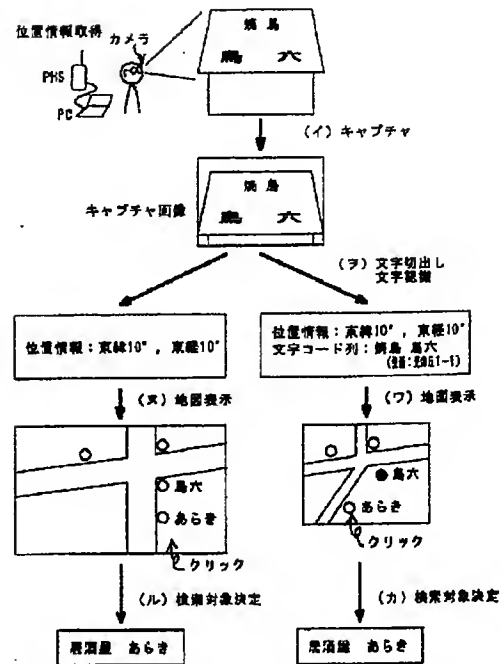 位置情報取得
カメラ
PHS
PC
焼鳥
鳥六
(イ) キャプチャ
キャプチャ画像
焼鳥
鳥六
(ヲ) 文字切出し
文字認識
位置情報：東緯10°，東経10°
位置情報：東緯10°，東経10°
文字コード列：焼鳥 鳥六
(ヌ) 地図表示
(ワ) 地図表示
鳥六
あらき
クリック
鳥六
あらき
クリック
(ル) 検索対象決定
(カ) 検索対象決定
居酒屋 あらき
居酒屋 あらき